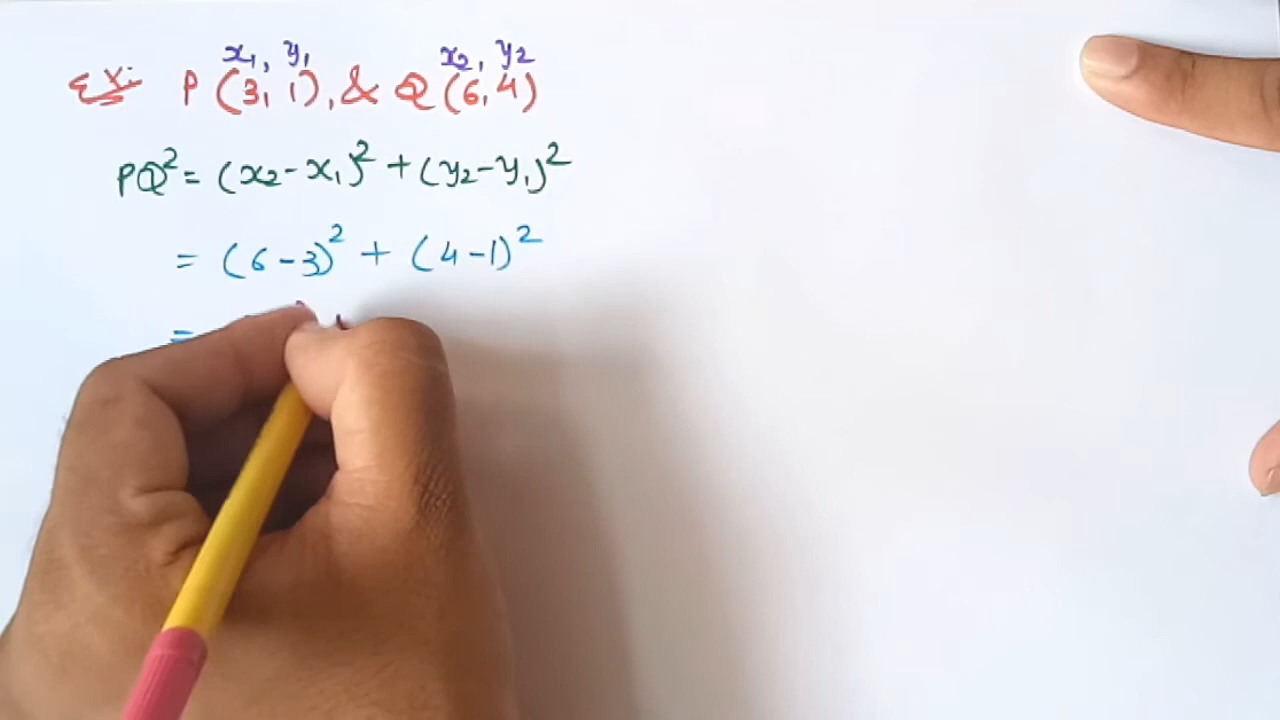 x₁, y₁ x₂, y₂
Ex: P (3, 1), & Q (6, 4)
PQ² = (x₂ - x₁)² + (y₂ - y₁)²
= (6 - 3)² + (4 - 1)²
=